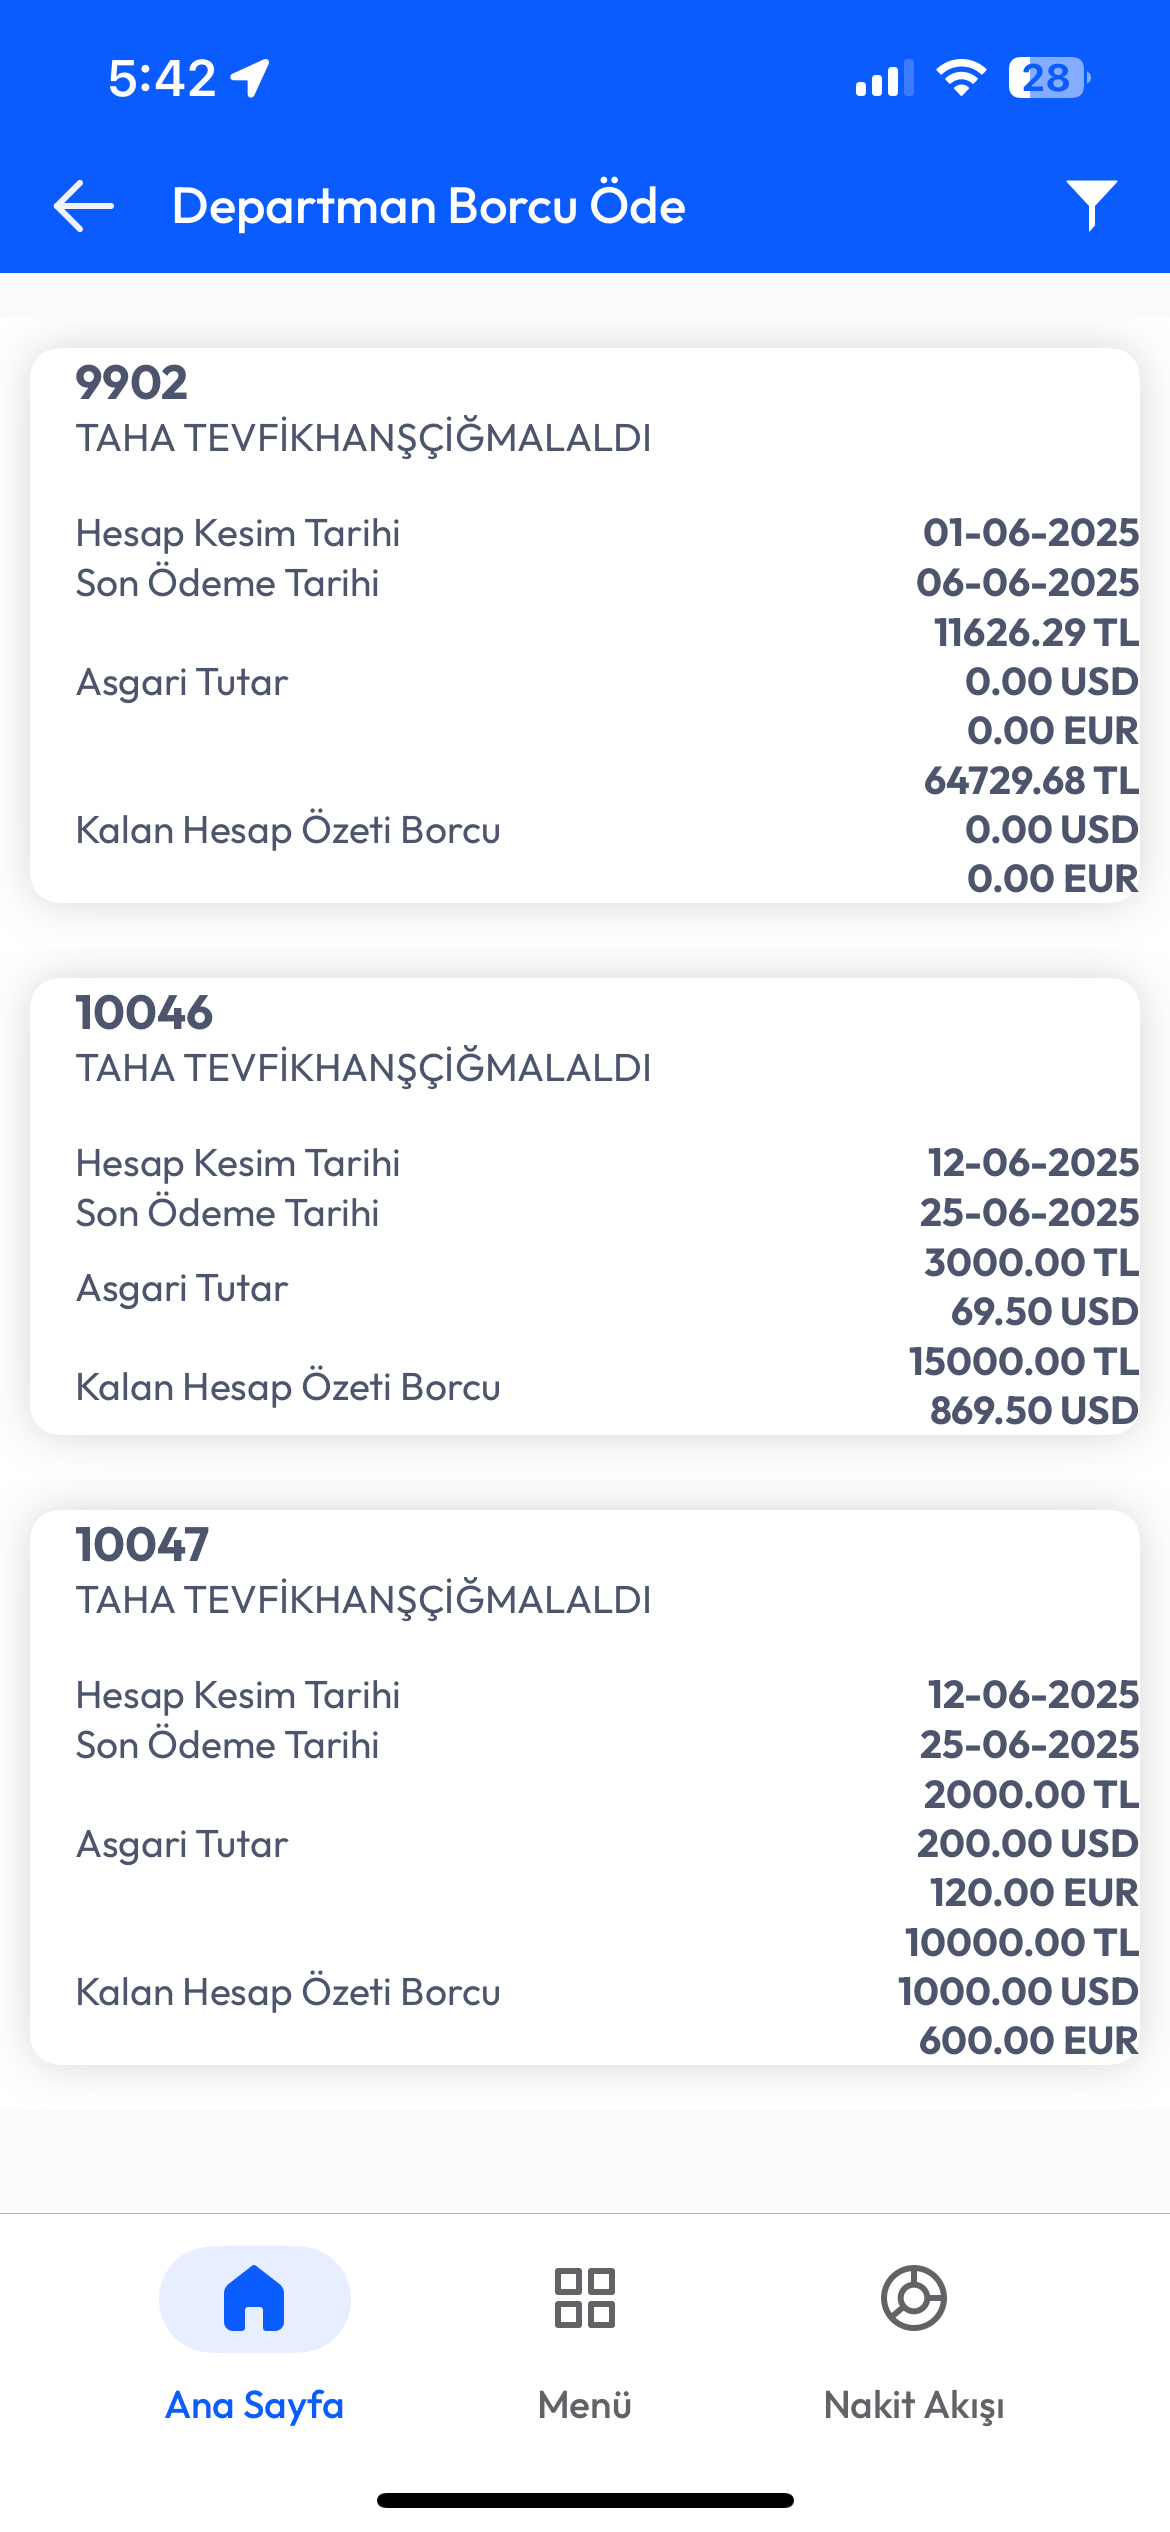 5:42
28
Departman Borcu Öde
9902
TAHA TEVFİKHANŞÇİĞMALALDI
Hesap Kesim Tarihi 01-06-2025
Son Ödeme Tarihi 06-06-2025
11626.29 TL
Asgari Tutar 0.00 USD
0.00 EUR
64729.68 TL
Kalan Hesap Özeti Borcu 0.00 USD
0.00 EUR
10046
TAHA TEVFİKHANŞÇİĞMALALDI
Hesap Kesim Tarihi 12-06-2025
Son Ödeme Tarihi 25-06-2025
Asgari Tutar 3000.00 TL
69.50 USD
Kalan Hesap Özeti Borcu 15000.00 TL
869.50 USD
10047
TAHA TEVFİKHANŞÇİĞMALALDI
Hesap Kesim Tarihi 12-06-2025
Son Ödeme Tarihi 25-06-2025
2000.00 TL
Asgari Tutar 200.00 USD
120.00 EUR
10000.00 TL
Kalan Hesap Özeti Borcu 1000.00 USD
600.00 EUR
Ana Sayfa Menü Nakit Akışı